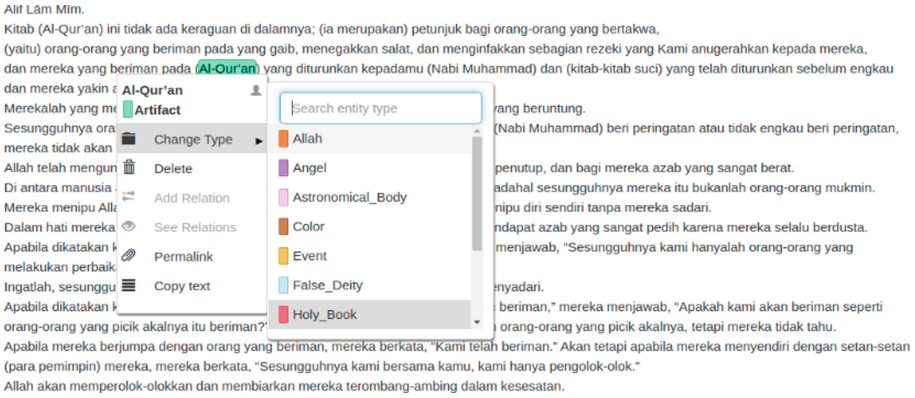 Alif Lām Mīm.
Kitab (Al-Qur'an) ini tidak ada keraguan di dalamnya; (ia merupakan) petunjuk bagi orang-orang yang bertakwa,
(yaitu) orang-orang yang beriman pada yang gaib, menegakkan salat, dan menginfakkan sebagian rezeki yang Kami anugerahkan kepada mereka,
dan mereka yang beriman pada (Al-Qur'an) yang diturunkan kepadamu (Nabi Muhammad) dan (kitab-kitab suci) yang telah diturunkan sebelum engkau
dan mereka yakin a
Merekalah yang me yang beruntung.
Sesungguhnya ora (Nabi Muhammad) beri peringatan atau tidak engkau beri peringatan,
mereka tidak akan
Allah telah mengun penutup, dan bagi mereka azab yang sangat berat.
Di antara manusia adahal sesungguhnya mereka itu bukanlah orang-orang mukmin.
Mereka menipu Alla nipu diri sendiri tanpa mereka sadari.
Dalam hati mereka ndapat azab yang sangat pedih karena mereka selalu berdusta.
Apabila dikatakan k menjawab, “Sesungguhnya kami hanyalah orang-orang yang
melakukan perbaik
Ingatlah, sesunggu enyadari.
Apabila dikatakan k beriman,” mereka menjawab, “Apakah kami akan beriman seperti
orang-orang yang picik akalnya itu beriman?” orang-orang yang picik akalnya, tetapi mereka tidak tahu.
Apabila mereka berjumpa dengan orang yang beriman, mereka berkata, “Kami telah beriman.” Akan tetapi apabila mereka menyendiri dengan setan-setan
(para pemimpin) mereka, mereka berkata, “Sesungguhnya kami bersama kamu, kami hanya pengolok-olok.”
Allah akan memperolok-olokkan dan membiarkan mereka terombang-ambing dalam kesesatan.
Al-Qur'an
Artifact
Change Type
Delete
Add Relation
See Relations
Permalink
Copy text
Search entity type
Allah
Angel
Astronomical_Body
Color
Event
False_Deity
Holy_Book